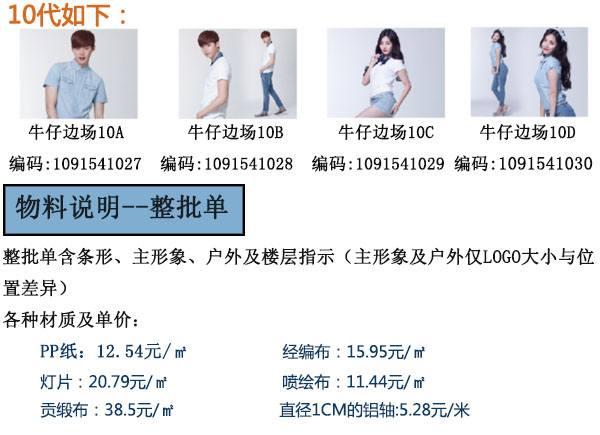 10代如下：
牛仔边场10A 牛仔边场10B 牛仔边场10C 牛仔边场10D
编码:1091541027 编码:1091541028 编码:1091541029 编码:1091541030
物料说明--整批单
整批单含条形、主形象、户外及楼层指示（主形象及户外仅LOGO大小与位
置差异）
各种材质及单价：
PP纸：12.54元/㎡ 经编布：15.95元/㎡
灯片：20.79元/㎡ 喷绘布：11.44元/㎡
贡缎布：38.5元/㎡ 直径1CM的铝轴:5.28元/米